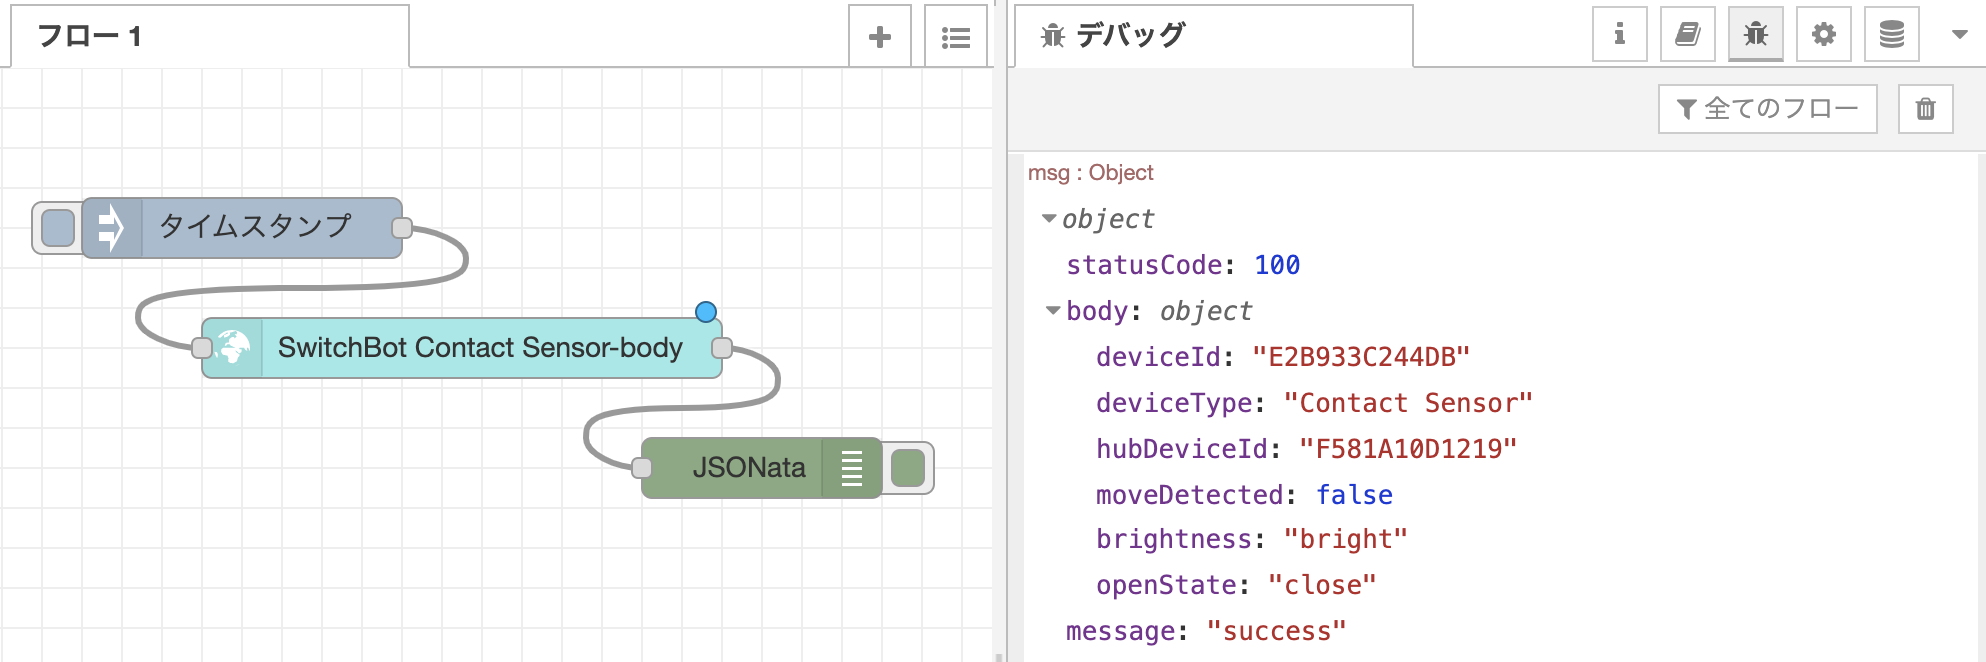 フロー 1
デバッグ
全てのフロー
タイムスタンプ
SwitchBot Contact Sensor-body
JSONata
msg : Object
object
statusCode: 100
body: object
deviceId: "E2B933C244DB"
deviceType: "Contact Sensor"
hubDeviceId: "F581A10D1219"
moveDetected: false
brightness: "bright"
openState: "close"
message: "success"